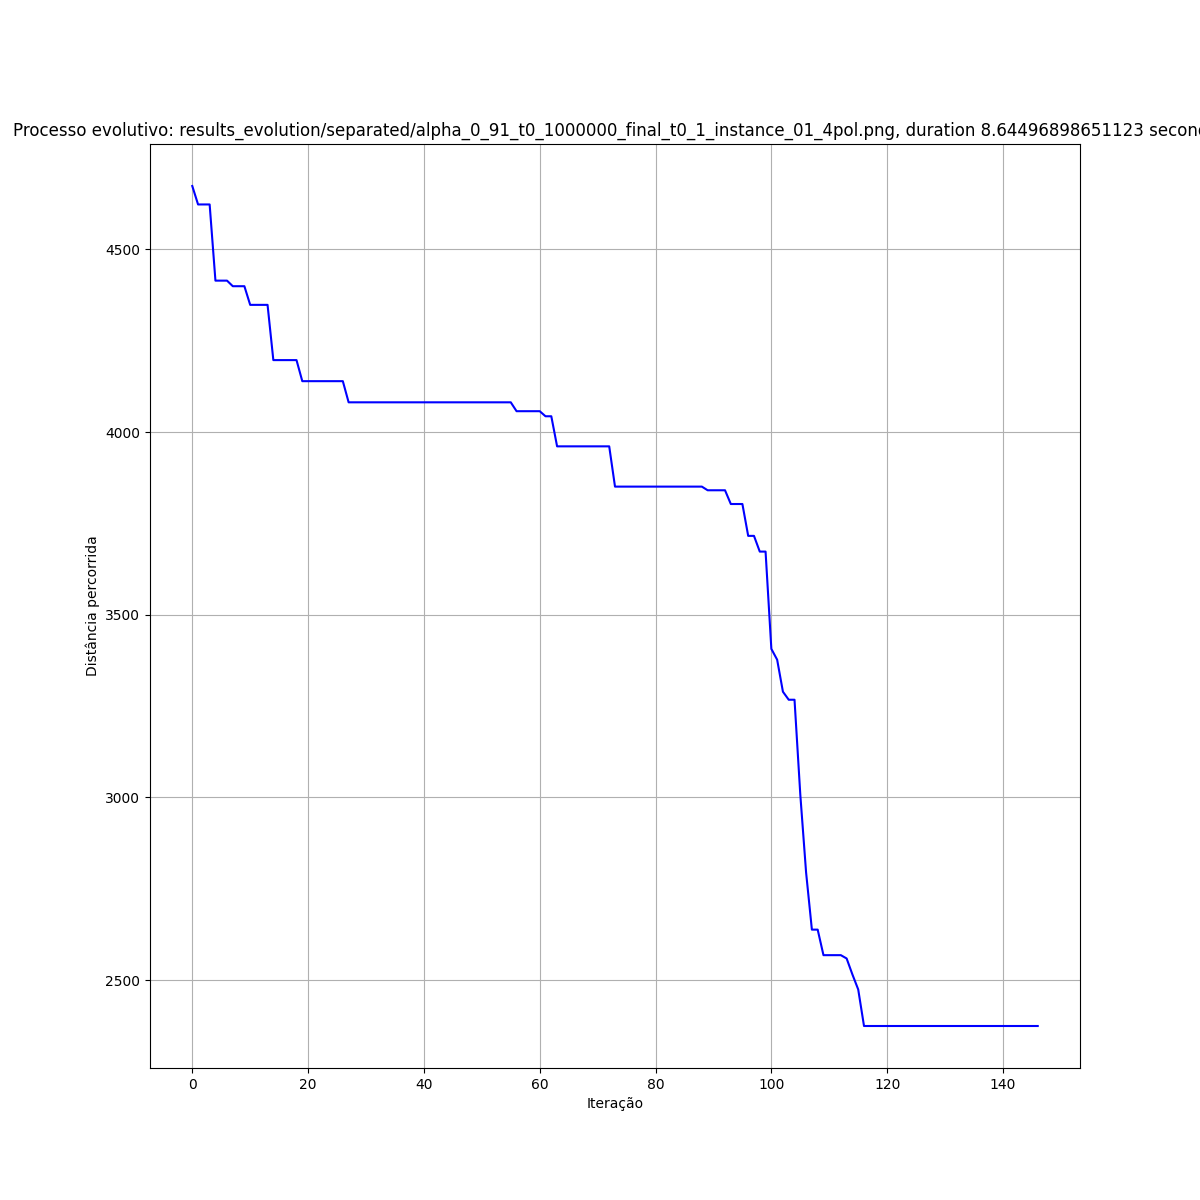 Processo evolutivo: results_evolution/separated/alpha_0_91_t0_1000000_final_t0_1_instance_01_4pol.png, duration 8.64496898651123 secon
4500
4000
3500
3000
2500
Distância percorrida
0 20 40 60 80 100 120 140
Iteração